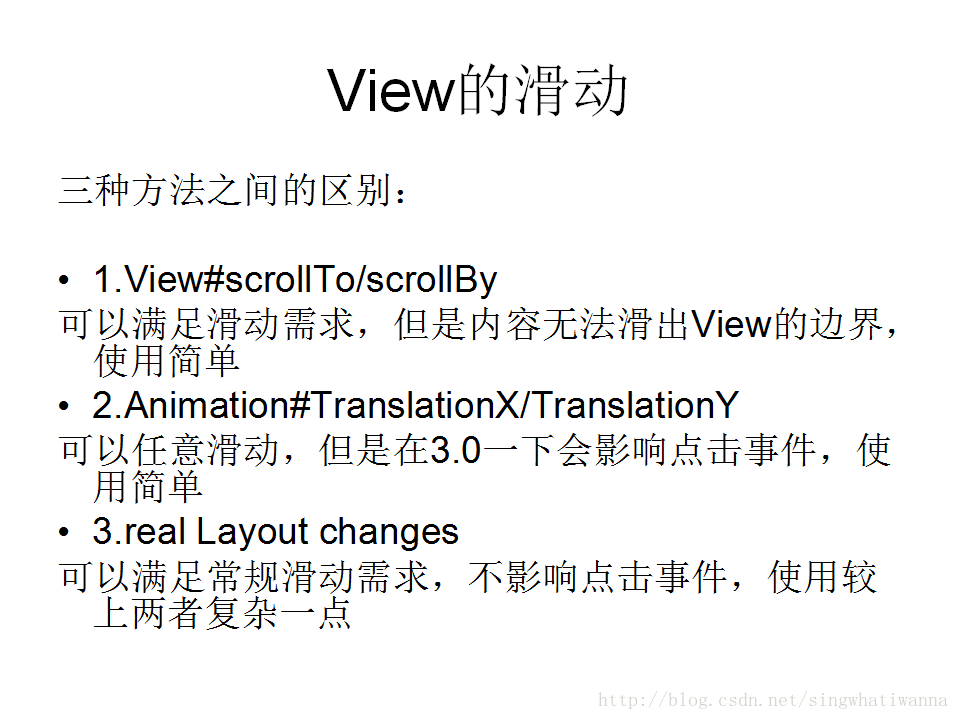 View的滑动
三种方法之间的区别：
• 1.View#scrollTo/scrollBy
可以满足滑动需求，但是内容无法滑出View的边界，
使用简单
• 2.Animation#TranslationX/TranslationY
可以任意滑动，但是在3.0一下会影响点击事件，使
用简单
• 3.real Layout changes
可以满足常规滑动需求，不影响点击事件，使用较
上两者复杂一点
http://blog.csdn.net/singwhatiwanna